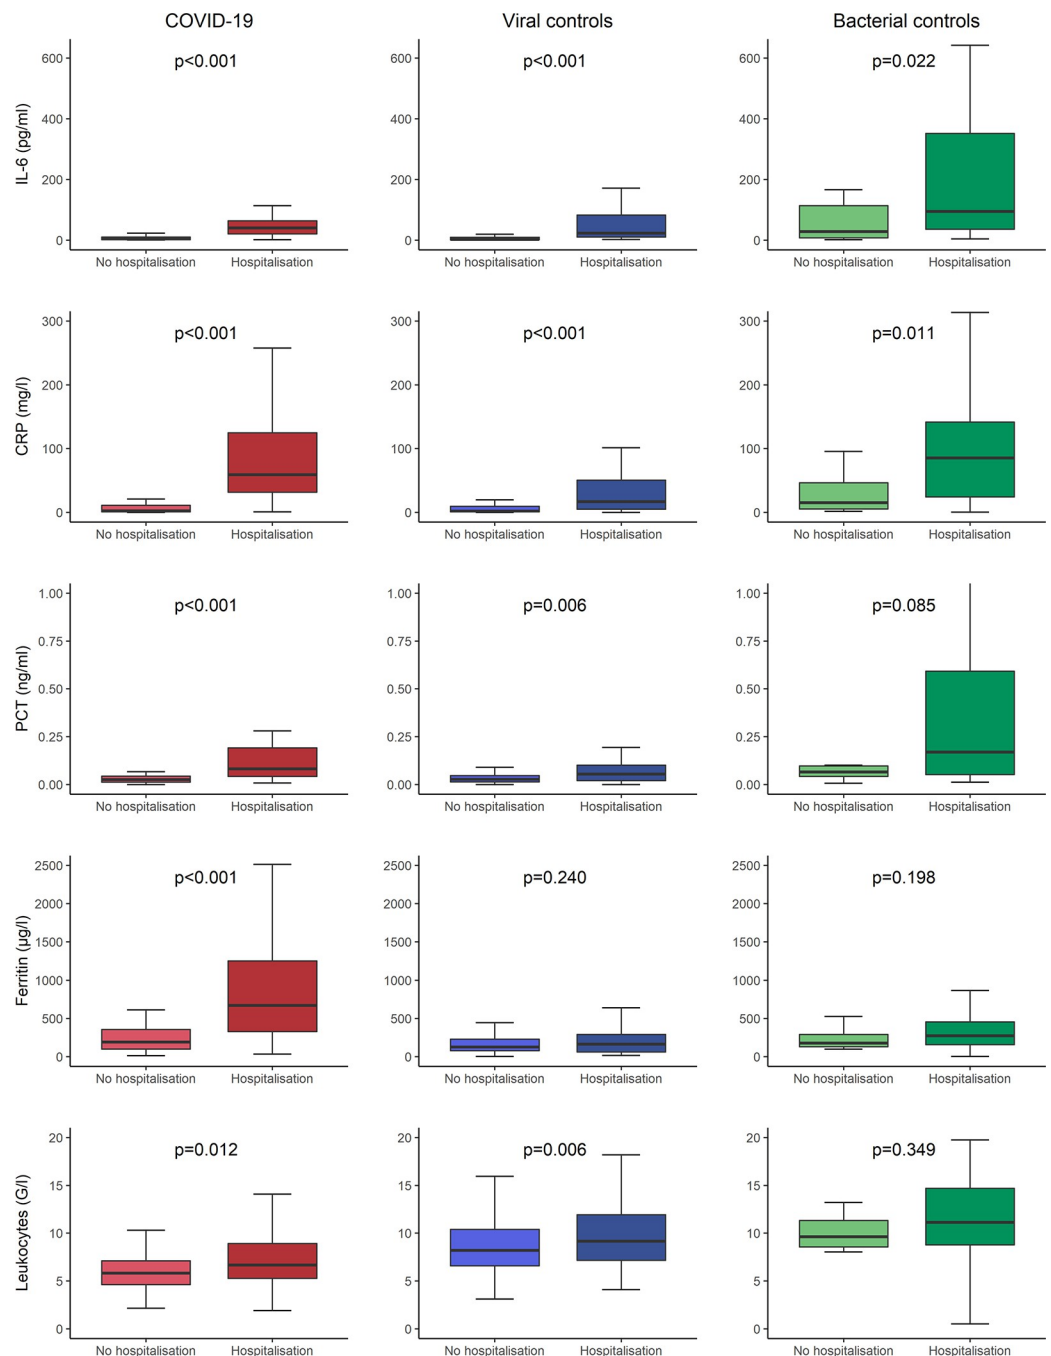 COVID-19 Viral controls Bacterial controls
IL-6 (pg/ml)
600
400
200
0
p<0.001
No hospitalisation Hospitalisation
600
400
200
0
p<0.001
No hospitalisation Hospitalisation
600
400
200
0
p=0.022
No hospitalisation Hospitalisation
CRP (mg/l)
300
200
100
0
p<0.001
No hospitalisation Hospitalisation
300
200
100
0
p<0.001
No hospitalisation Hospitalisation
300
200
100
0
p=0.011
No hospitalisation Hospitalisation
PCT (ng/ml)
1.00
0.75
0.50
0.25
0.00
p<0.001
No hospitalisation Hospitalisation
1.00
0.75
0.50
0.25
0.00
p=0.006
No hospitalisation Hospitalisation
1.00
0.75
0.50
0.25
0.00
p=0.085
No hospitalisation Hospitalisation
Ferritin (µg/l)
2500
2000
1500
1000
500
0
p<0.001
No hospitalisation Hospitalisation
2500
2000
1500
1000
500
0
p=0.240
No hospitalisation Hospitalisation
2500
2000
1500
1000
500
0
p=0.198
No hospitalisation Hospitalisation
Leukocytes (G/l)
20
15
10
5
0
p=0.012
No hospitalisation Hospitalisation
20
15
10
5
0
p=0.006
No hospitalisation Hospitalisation
20
15
10
5
0
p=0.349
No hospitalisation Hospitalisation